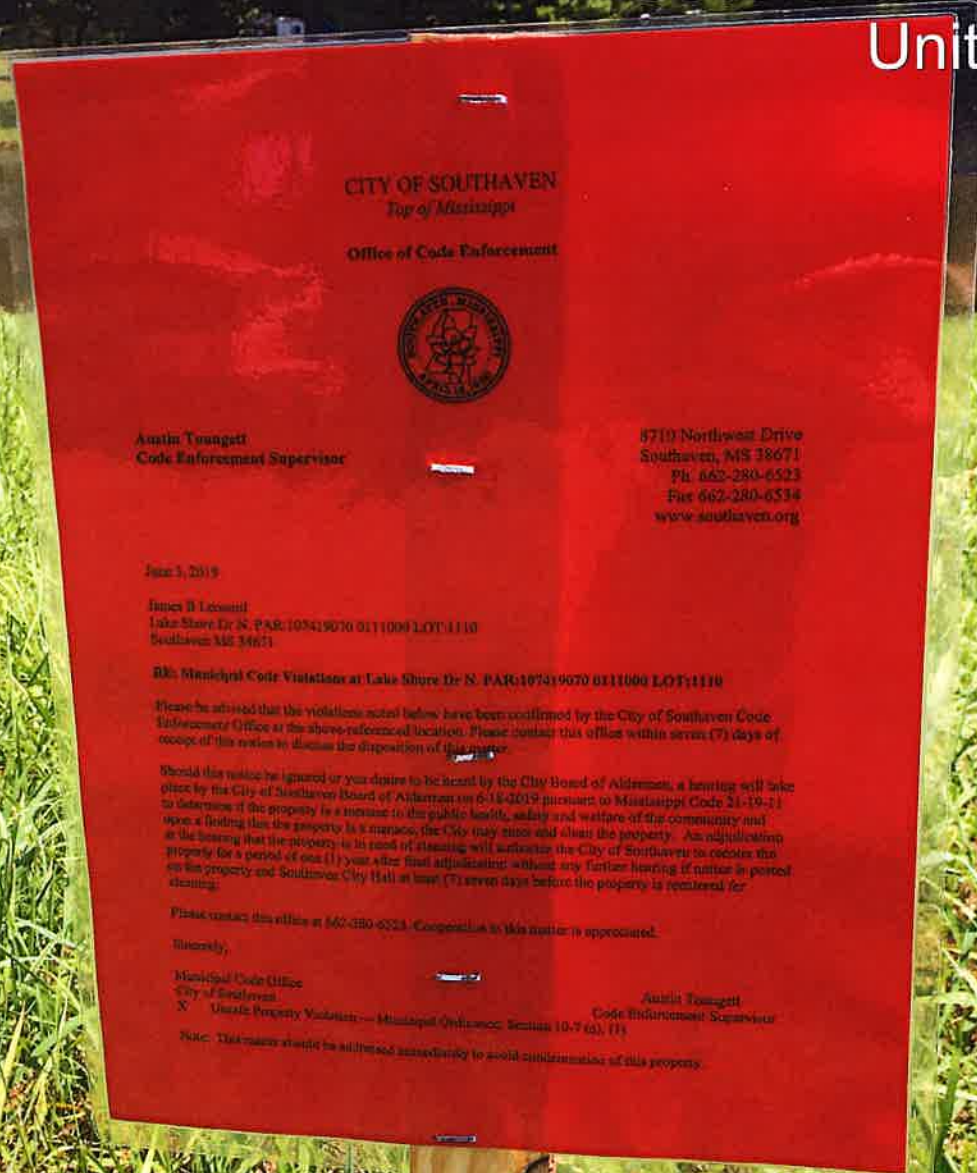 Unit
CITY OF SOUTHAVEN
Top of Mississippi
Office of Code Enforcement
Austin Toungett
Code Enforcement Supervisor
8710 Northwest Drive
Southaven, MS 38671
Ph. 662-280-6523
Fax 662-280-6534
www.southaven.org
June 3, 2019
James B
Lake Shore Dr N. PAR:107419070 0111000 LOT:1110
Southaven MS
RE: Municipal Code Violations at Lake Shore Dr N. PAR:107419070 0111000 LOT:1110
Please be advised that the violations noted below have been confirmed by the City of Southaven Code
Enforcement Office at the above-referenced location. Please contact this office within seven (7) days of
receipt of this notice to discuss the disposition of this matter.
Should this notice be ignored or you desire to be heard by the City Board of Alderman, a hearing will take
place by the City of Southaven Board of Alderman on 6-18-2019 pursuant to Mississippi Code 21-19-11
to determine if the property is a menace to the public health, safety and welfare of the community and
upon a finding that the property is a menace, the City may enter and clean the property. An adjudication
at the hearing that the property is in need of cleaning will authorize the City of Southaven to reenter the
property for a period of one (1) year after final adjudication without any further hearing if notice is posted
on the property and Southaven City Hall at least (7) seven days before the property is reentered for
cleaning.
Please contact this office at 662-280-6523. Cooperation in this matter is appreciated.
Sincerely,
Municipal Code Office
City of Southaven
Austin Toungett
Code Enforcement Supervisor
X Unsafe Property Violation --- Municipal Ordinance, Section 10-7 (1)
Note: This matter should be addressed immediately to avoid condemnation of this property.